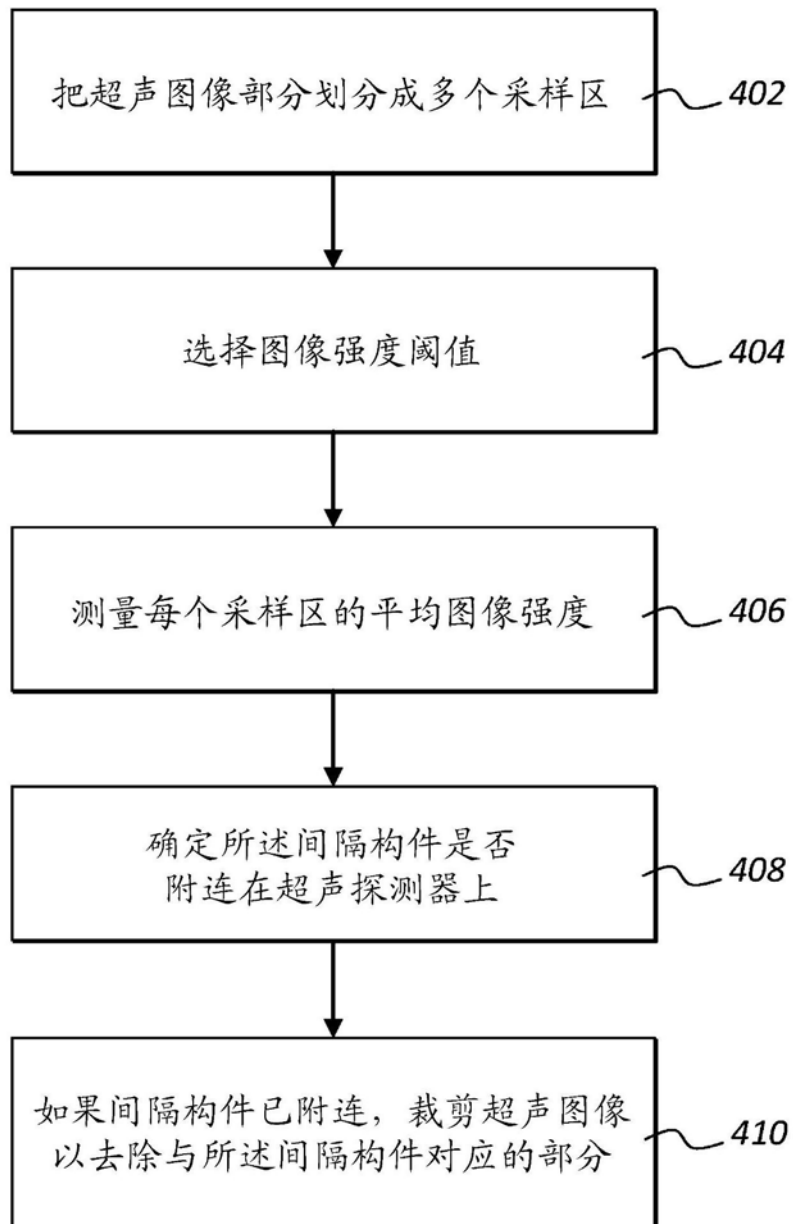 把超声图像部分划分成多个采样区
402
选择图像强度阈值
404
测量每个采样区的平均图像强度
406
确定所述间隔构件是否
附连在超声探测器上
408
如果间隔构件已附连，裁剪超声图像
以去除与所述间隔构件对应的部分
410